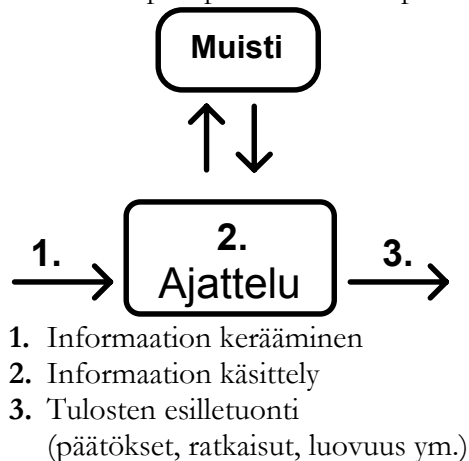 Muisti
1.
2.
Ajattelu
3.
1. Informaation kerääminen
2. Informaation käsittely
3. Tulosten esilletuonti
(päätökset, ratkaisut, luovuus ym.)